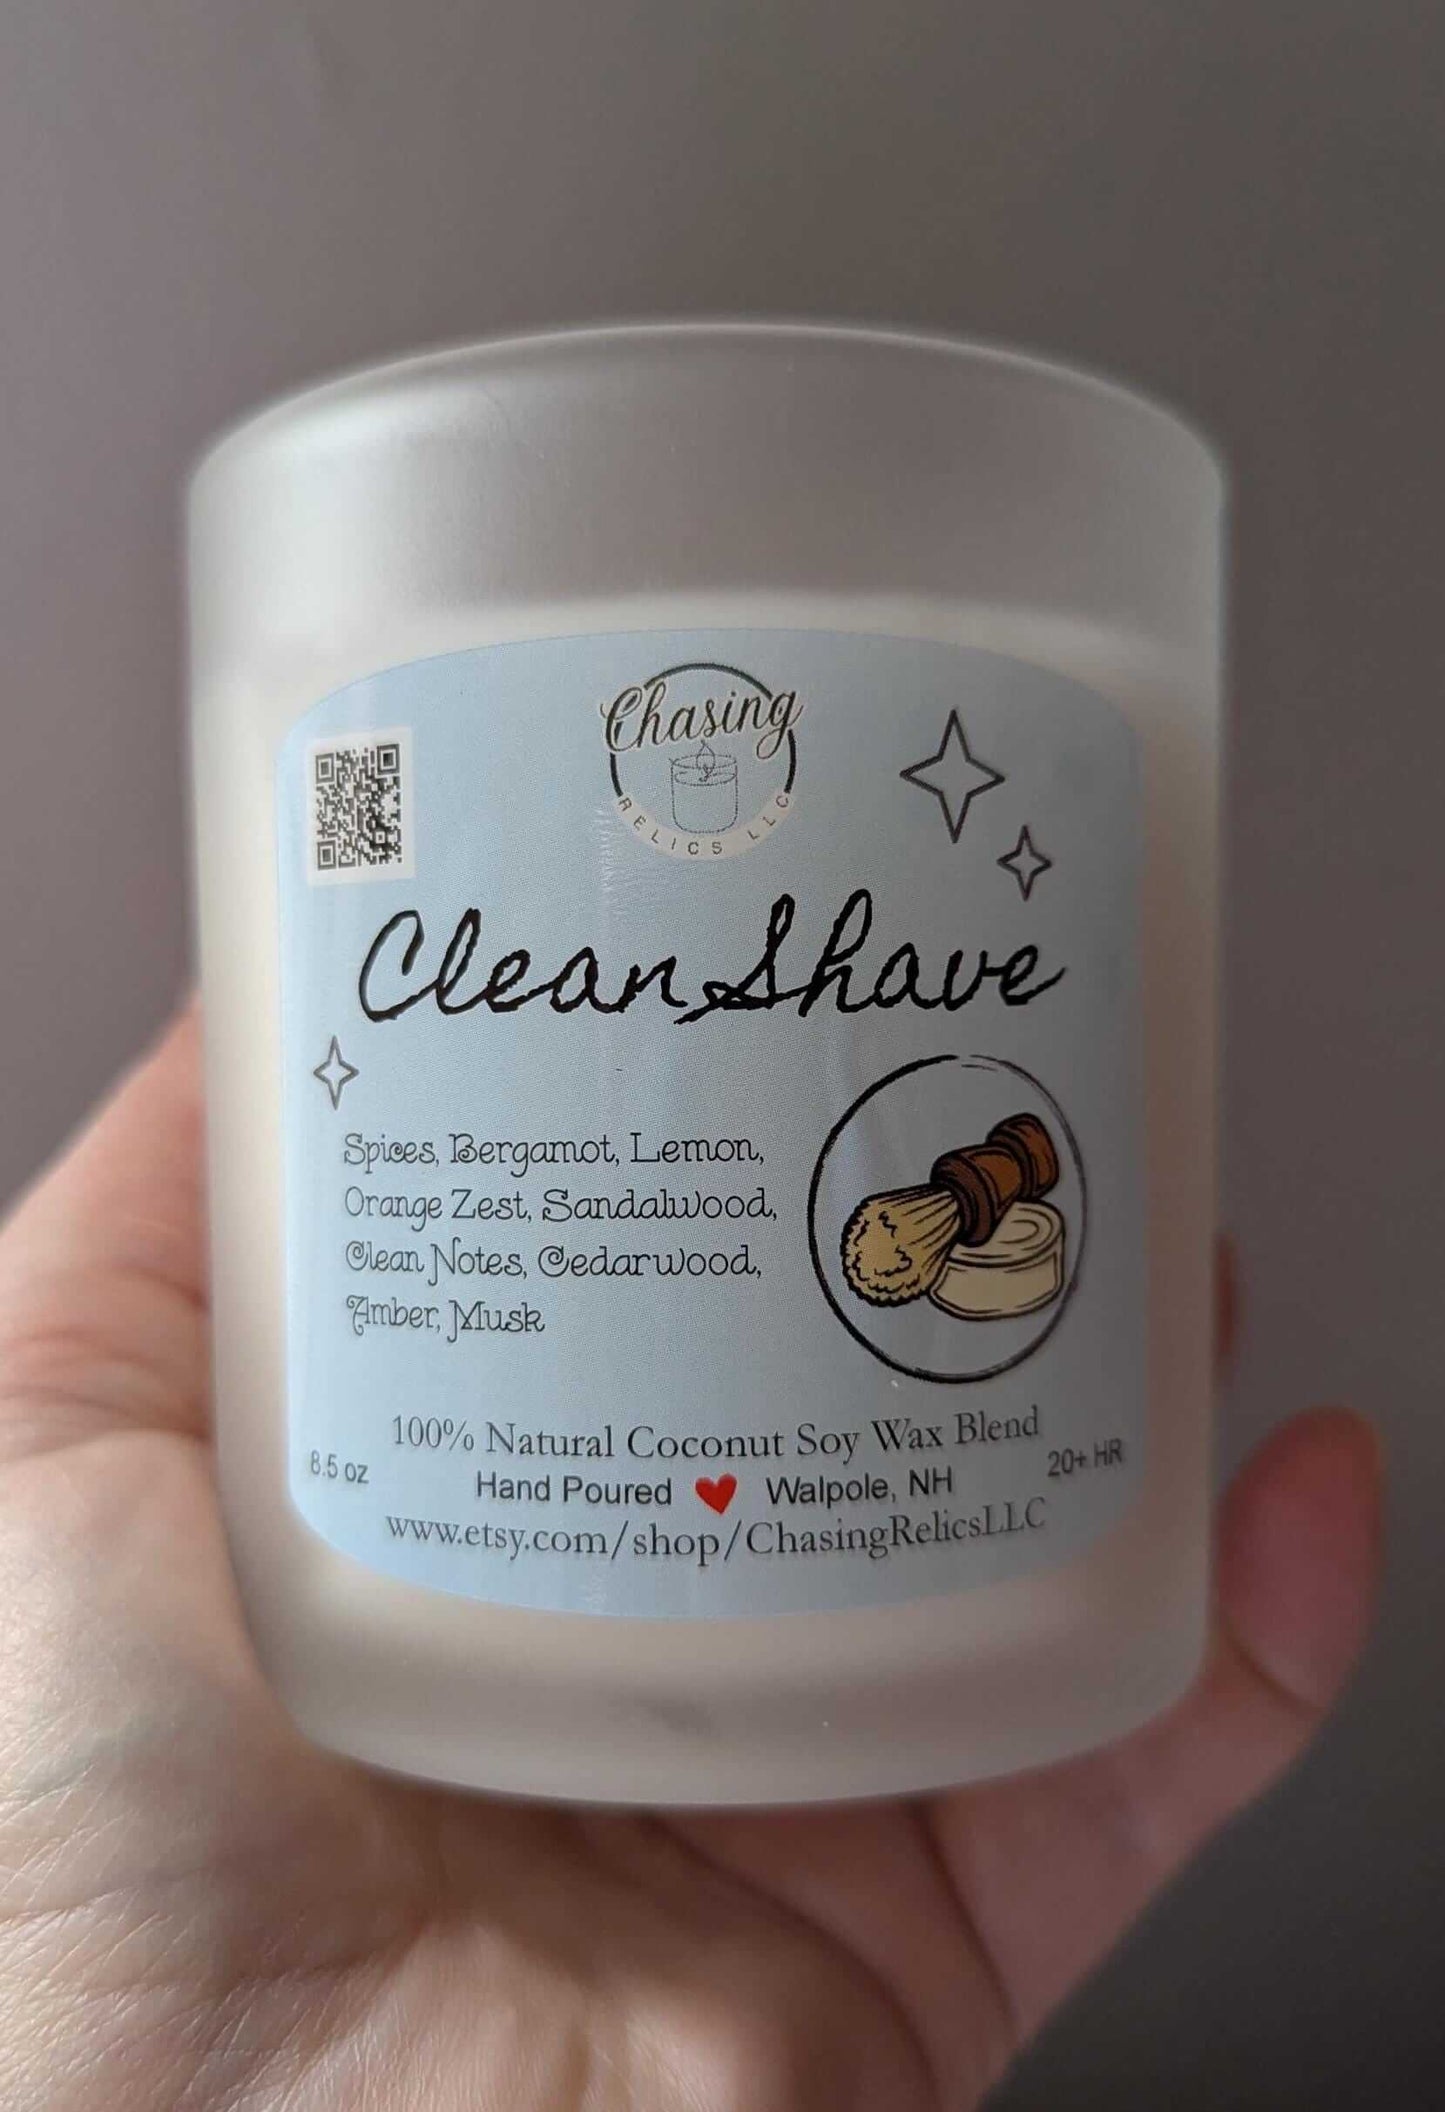 Chasing
RELICS LLC
Clean Shave
Spices, Bergamot, Lemon,
Orange Zest, Sandalwood,
Clean Notes, Cedarwood,
Amber, Musk
100% Natural Coconut Soy Wax Blend
8.5 oz
20+ HR
Hand Poured ❤ Walpole, NH
www.etsy.com/shop/ChasingRelicsLLC